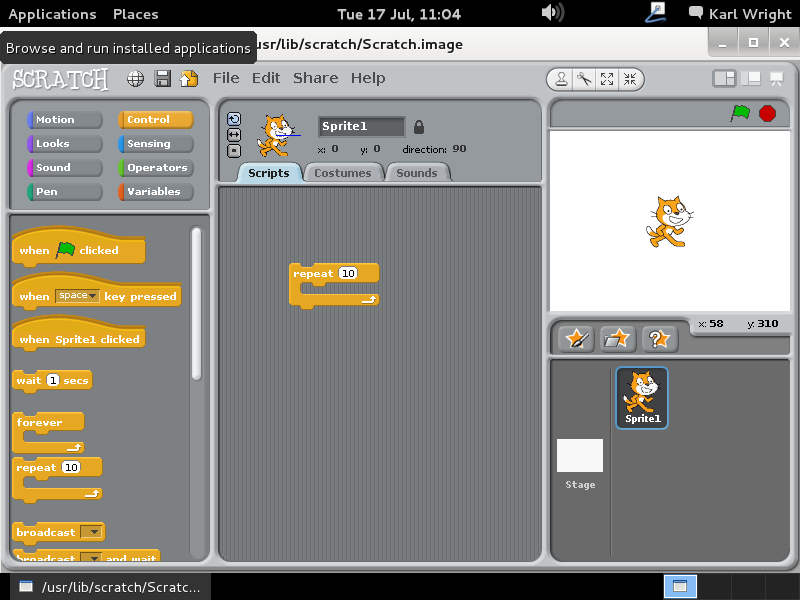 Applications Places Tue 17 Jul, 11:04 Karl Wright
Browse and run installed applications
usr/lib/scratch/Scratch.image
SCRATCH File Edit Share Help
Motion Control
Looks Sensing
Sound Operators
Pen Variables
Sprite1
x: 0 y: 0 direction: 90
Scripts Costumes Sounds
when clicked
when space key pressed
when Sprite1 clicked
wait 1 secs
forever
repeat 10
broadcast
broadcast and wait
repeat 10
x: 58 y: 310
Sprite1
Stage
/usr/lib/scratch/Scratc...